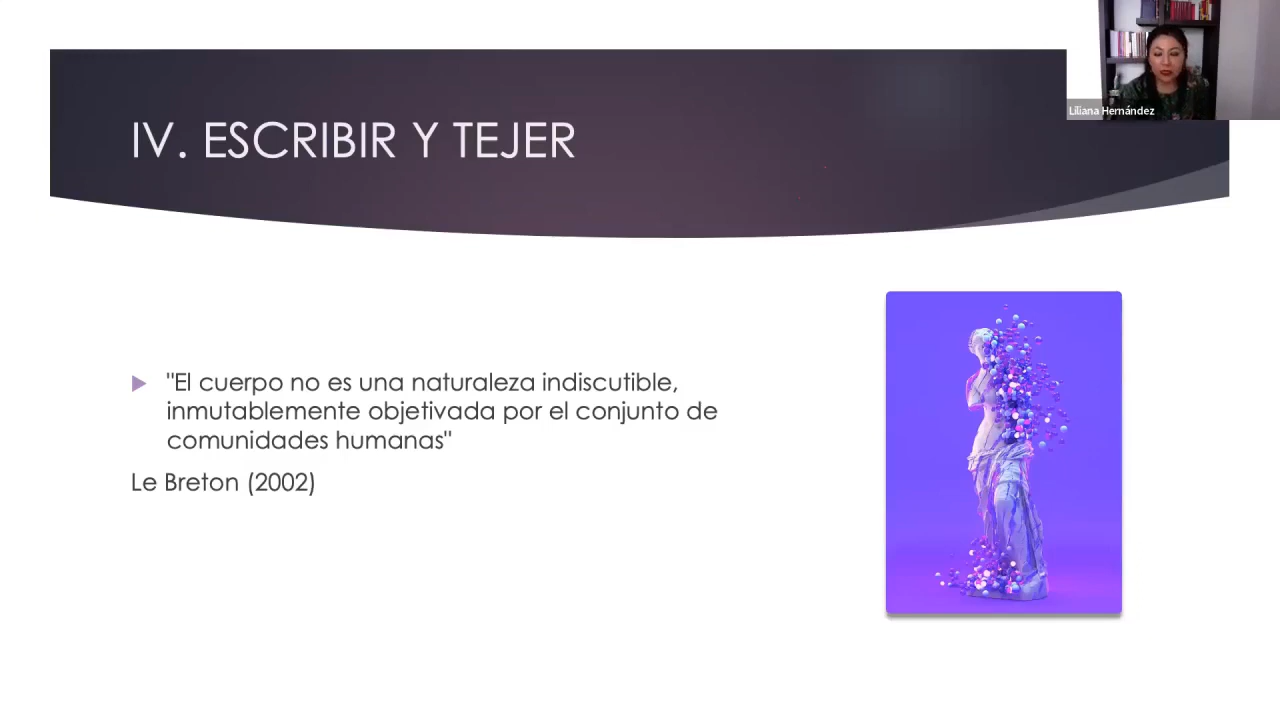 Liliana Hernández
IV. ESCRIBIR Y TEJER
"El cuerpo no es una naturaleza indiscutible,
inmutablemente objetivada por el conjunto de
comunidades humanas"
Le Breton (2002)